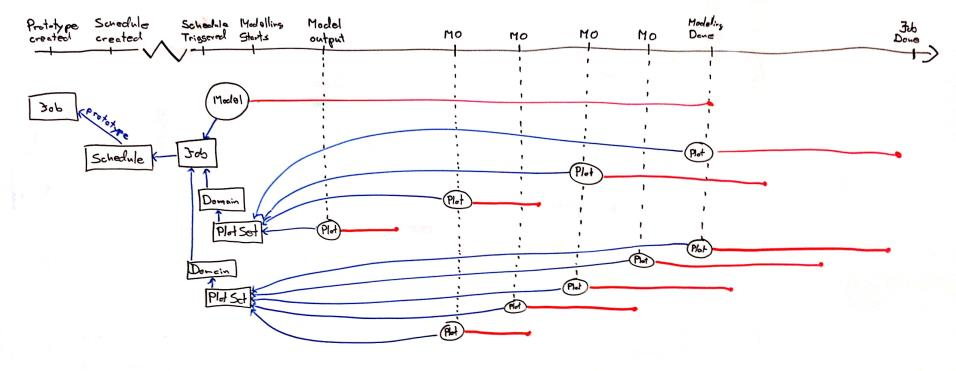 Prototype created
Schedule created
Schedule Triggered
Modelling Starts
Model output
MO
MO
MO
MO
Modeling Done
Job Done
Job
Prototype
Schedule
Job
Model
Domain
Plot Set
Plot
Plot
Plot
Plot
Domain
Plot Set
Plot
Plot
Plot
Plot
Plot